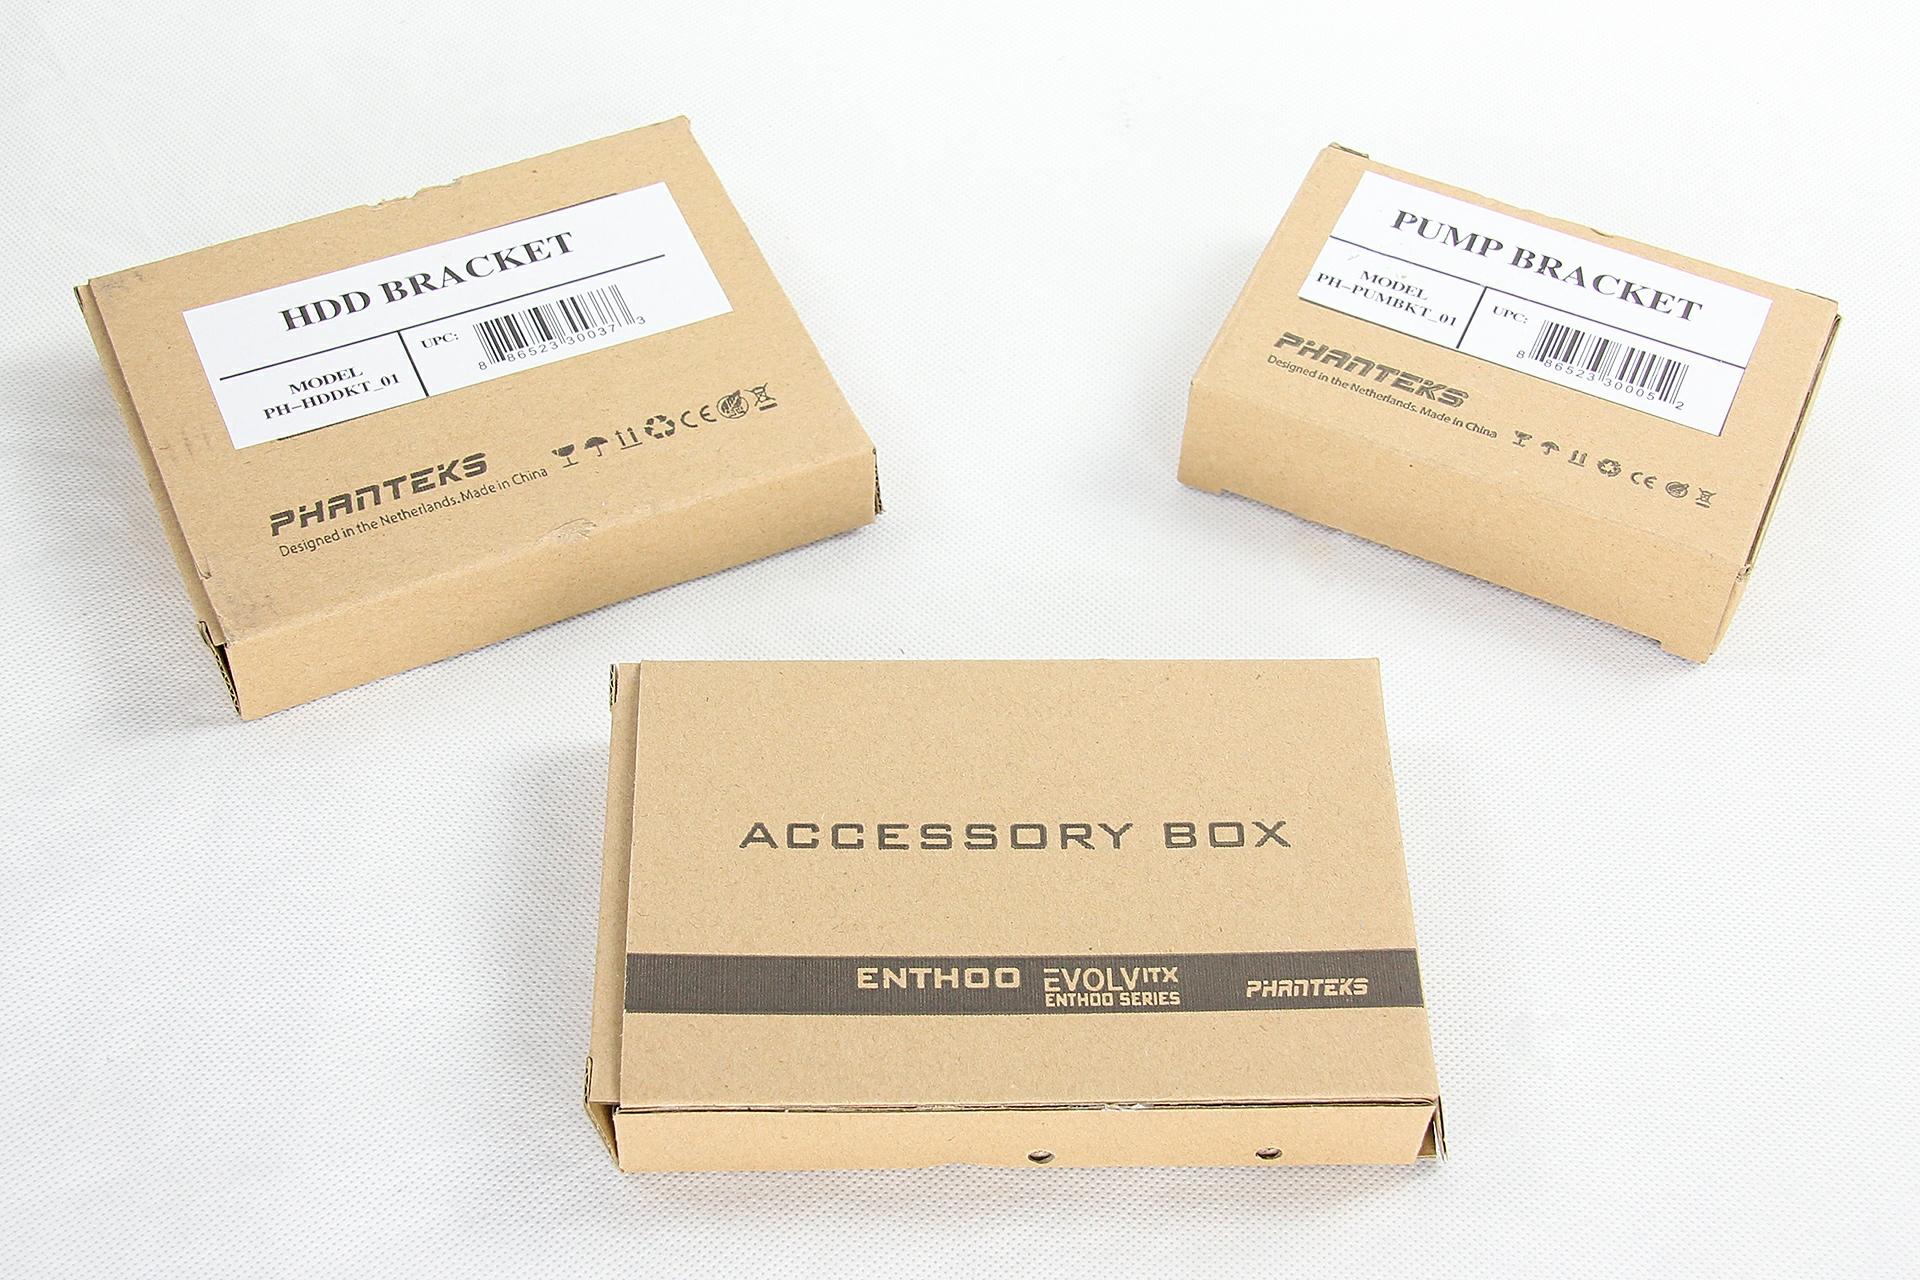 HDD BRACKET
MODEL
PH-HDDKT_01
UPC:
8 86523 30037 3
PHANTEKS
Designed in the Netherlands. Made in China
CE
PUMP BRACKET
MODEL
PH-PUMBKT_01
UPC:
8 86523 30005 2
PHANTEKS
Designed in the Netherlands. Made in China
CE
ACCESSORY BOX
ENTHOO EVOLV ITX
ENTHOO SERIES
PHANTEKS